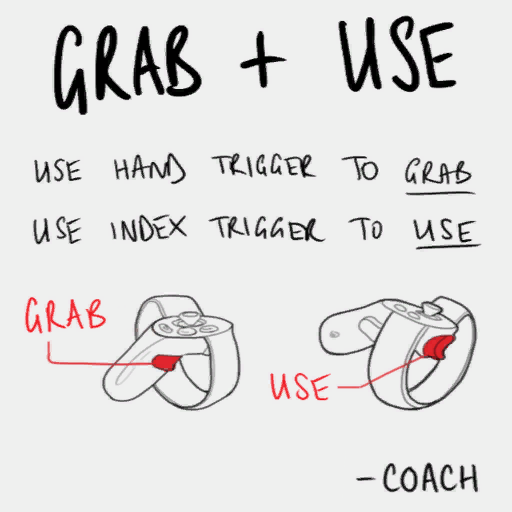 GRAB + USE
USE HAND TRIGGER TO GRAB
USE INDEX TRIGGER TO USE
GRAB
USE
-COACH